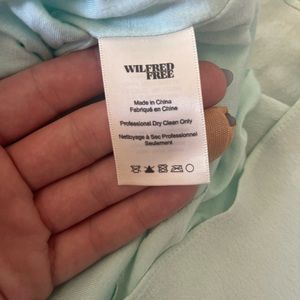 WILFRED
FREE
Made in China
Fabriqué en Chine
Professional Dry Clean Only
Nettoyage à Sec Professionnel
Seulement